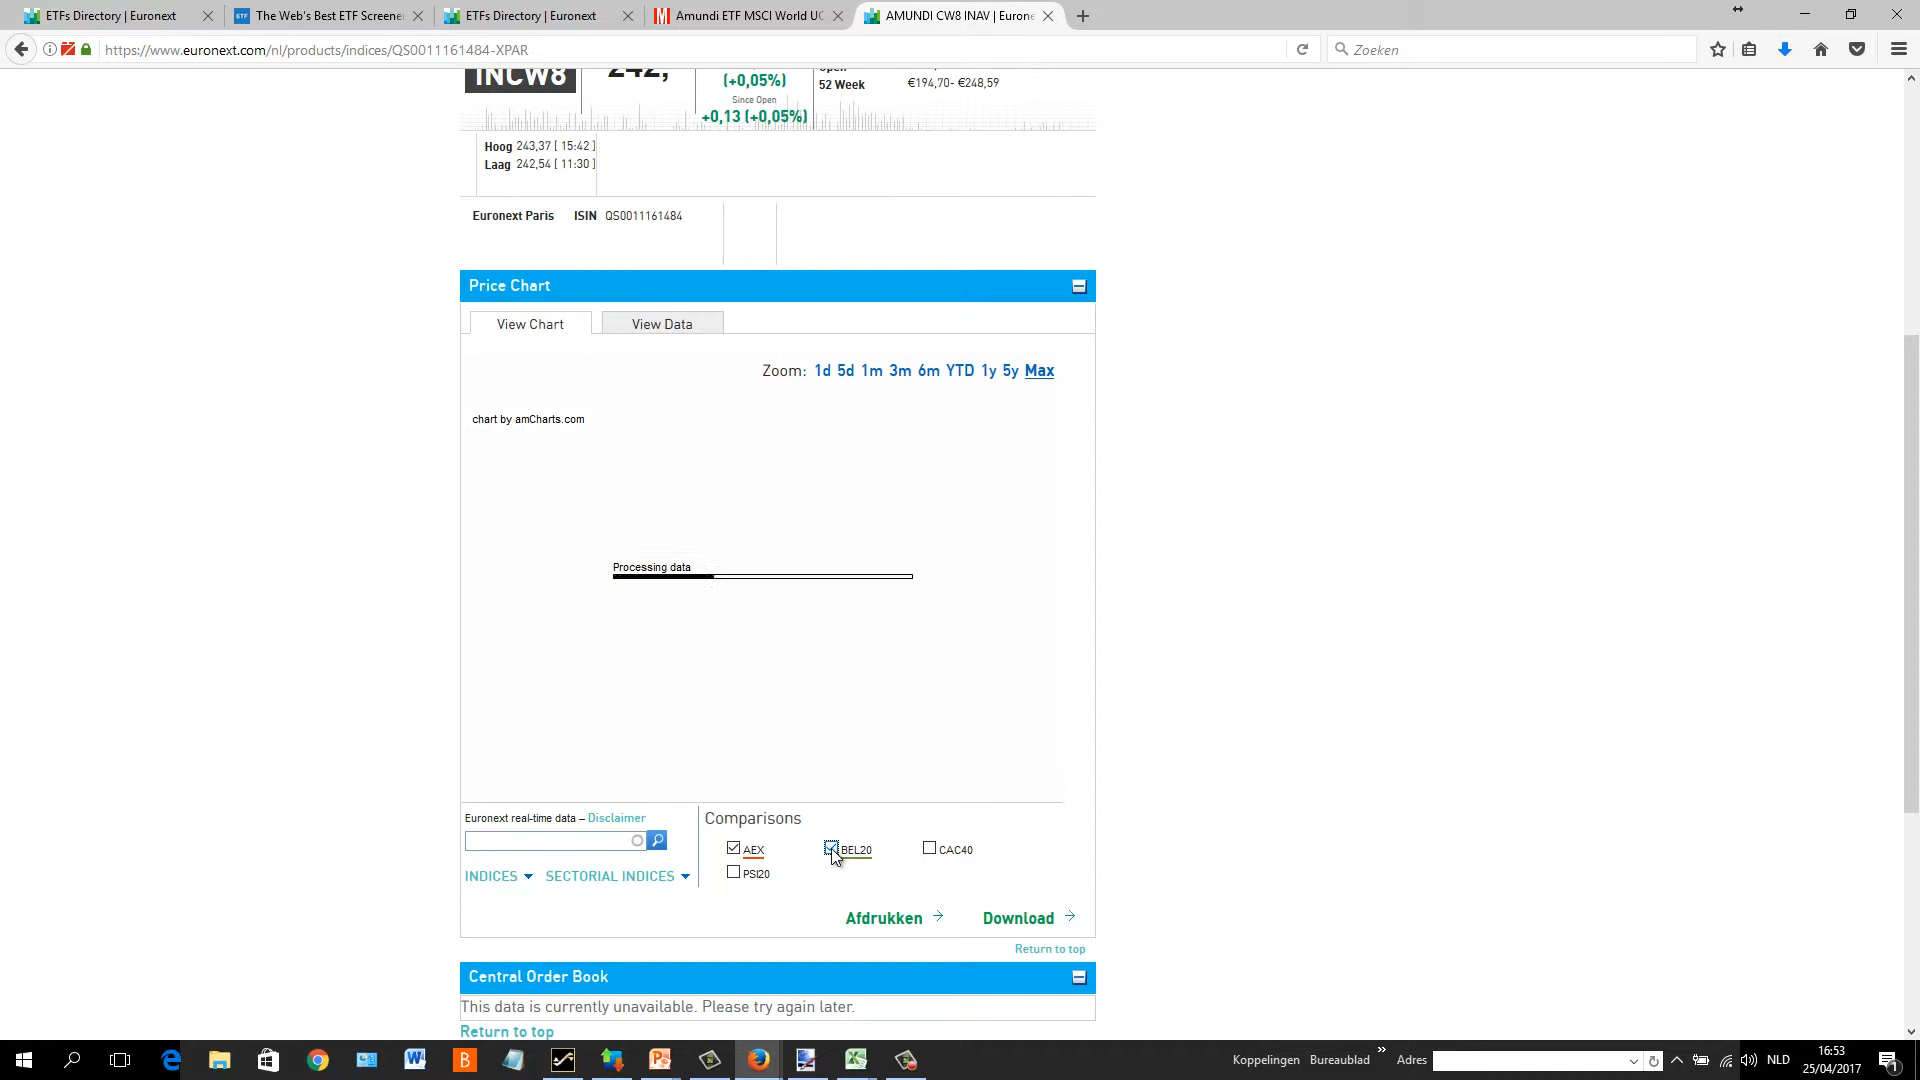 ETFs Directory | Euronext
The Web's Best ETF Screener
ETFs Directory | Euronext
Amundi ETF MSCI World UC
AMUNDI CW8 INAV | Eurone
https://www.euronext.com/nl/products/indices/QS0011161484-XPAR
Zoeken
INCW8
242,
(+0,05%)
Since Open
+0,13 (+0,05%)
Open
52 Week €194,70- €248,59
Hoog 243,37 [ 15:42 ]
Laag 242,54 [ 11:30 ]
Euronext Paris ISIN QS0011161484
Price Chart
View Chart View Data
Zoom: 1d 5d 1m 3m 6m YTD 1y 5y Max
chart by amCharts.com
Processing data
Euronext real-time data – Disclaimer
Comparisons
AEX BEL20 CAC40
PSI20
INDICES SECTORIAL INDICES
Afdrukken Download
Return to top
Central Order Book
This data is currently unavailable. Please try again later.
Return to top
Koppelingen Bureaublad » Adres
NLD
16:53
25/04/2017
1